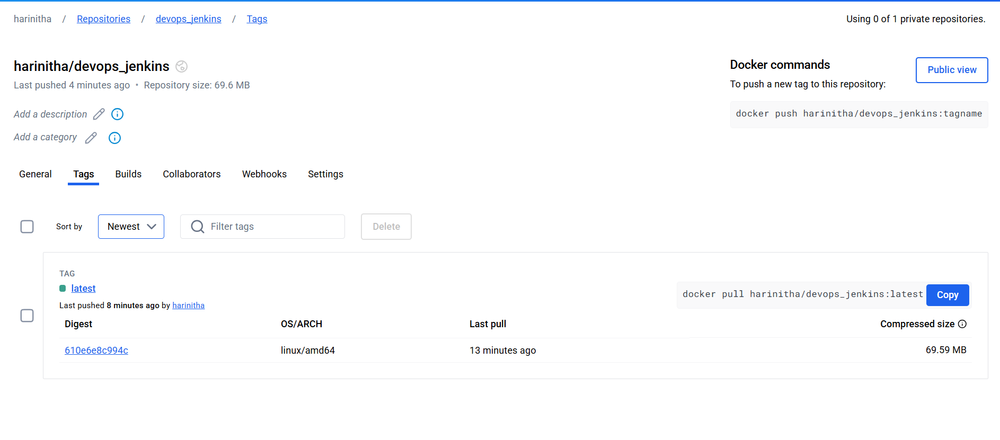 harinitha / Repositories / devops_jenkins / Tags
Using 0 of 1 private repositories.
harinitha/devops_jenkins
Last pushed 4 minutes ago • Repository size: 69.6 MB
Add a description
Add a category
Docker commands
Public view
To push a new tag to this repository:
docker push harinitha/devops_jenkins:tagname
General Tags Builds Collaborators Webhooks Settings
Sort by Newest Filter tags Delete
TAG
latest
Last pushed 8 minutes ago by harinitha
docker pull harinitha/devops_jenkins:latest Copy
Digest OS/ARCH Last pull Compressed size
610e6e8c994c linux/amd64 13 minutes ago 69.59 MB